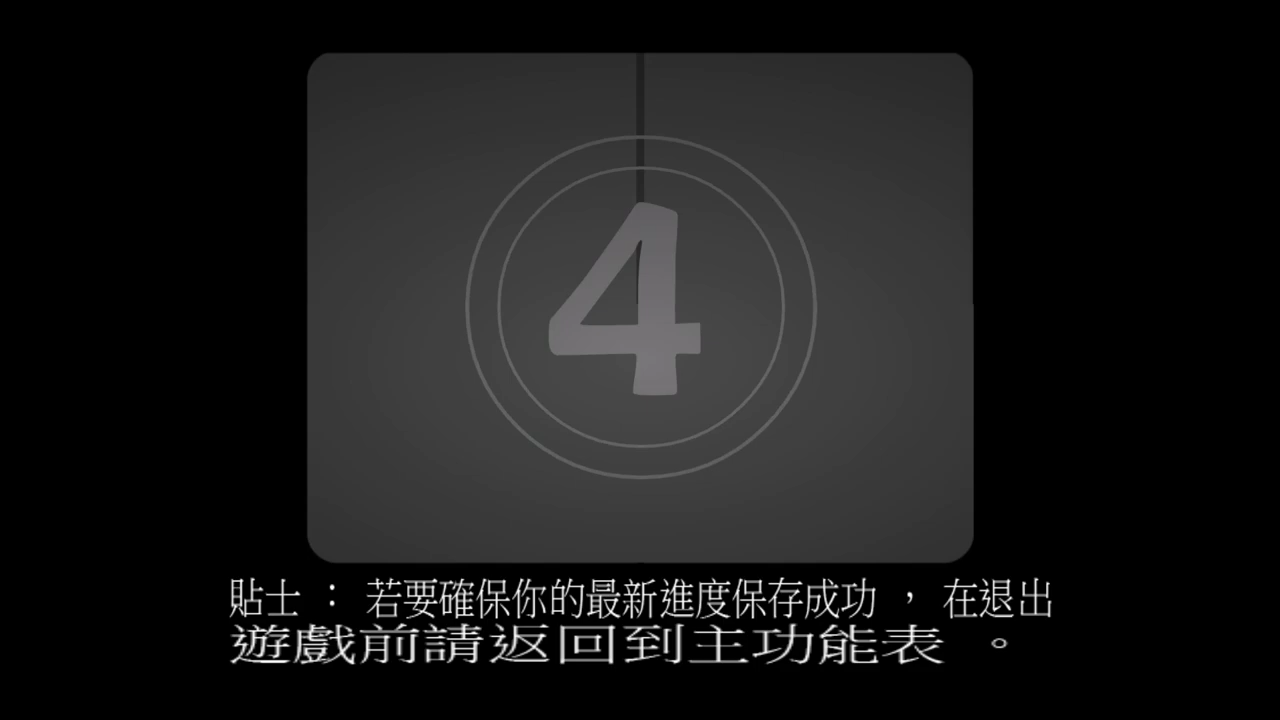 4
貼士 ： 若要確保你的最新進度保存成功 ， 在退出
遊戲前請返回到主功能表 。